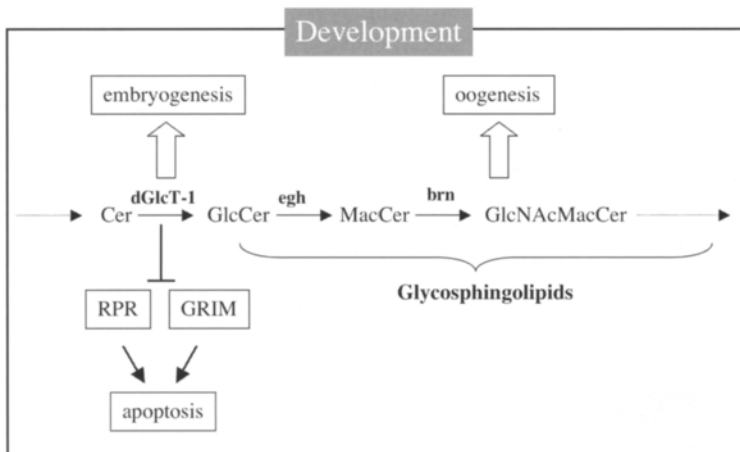 Development
embryogenesis
oogenesis
dGlcT-1
egh
brn
Cer
GlcCer
MacCer
GlcNAcMacCer
Glycosphingolipids
RPR
GRIM
apoptosis